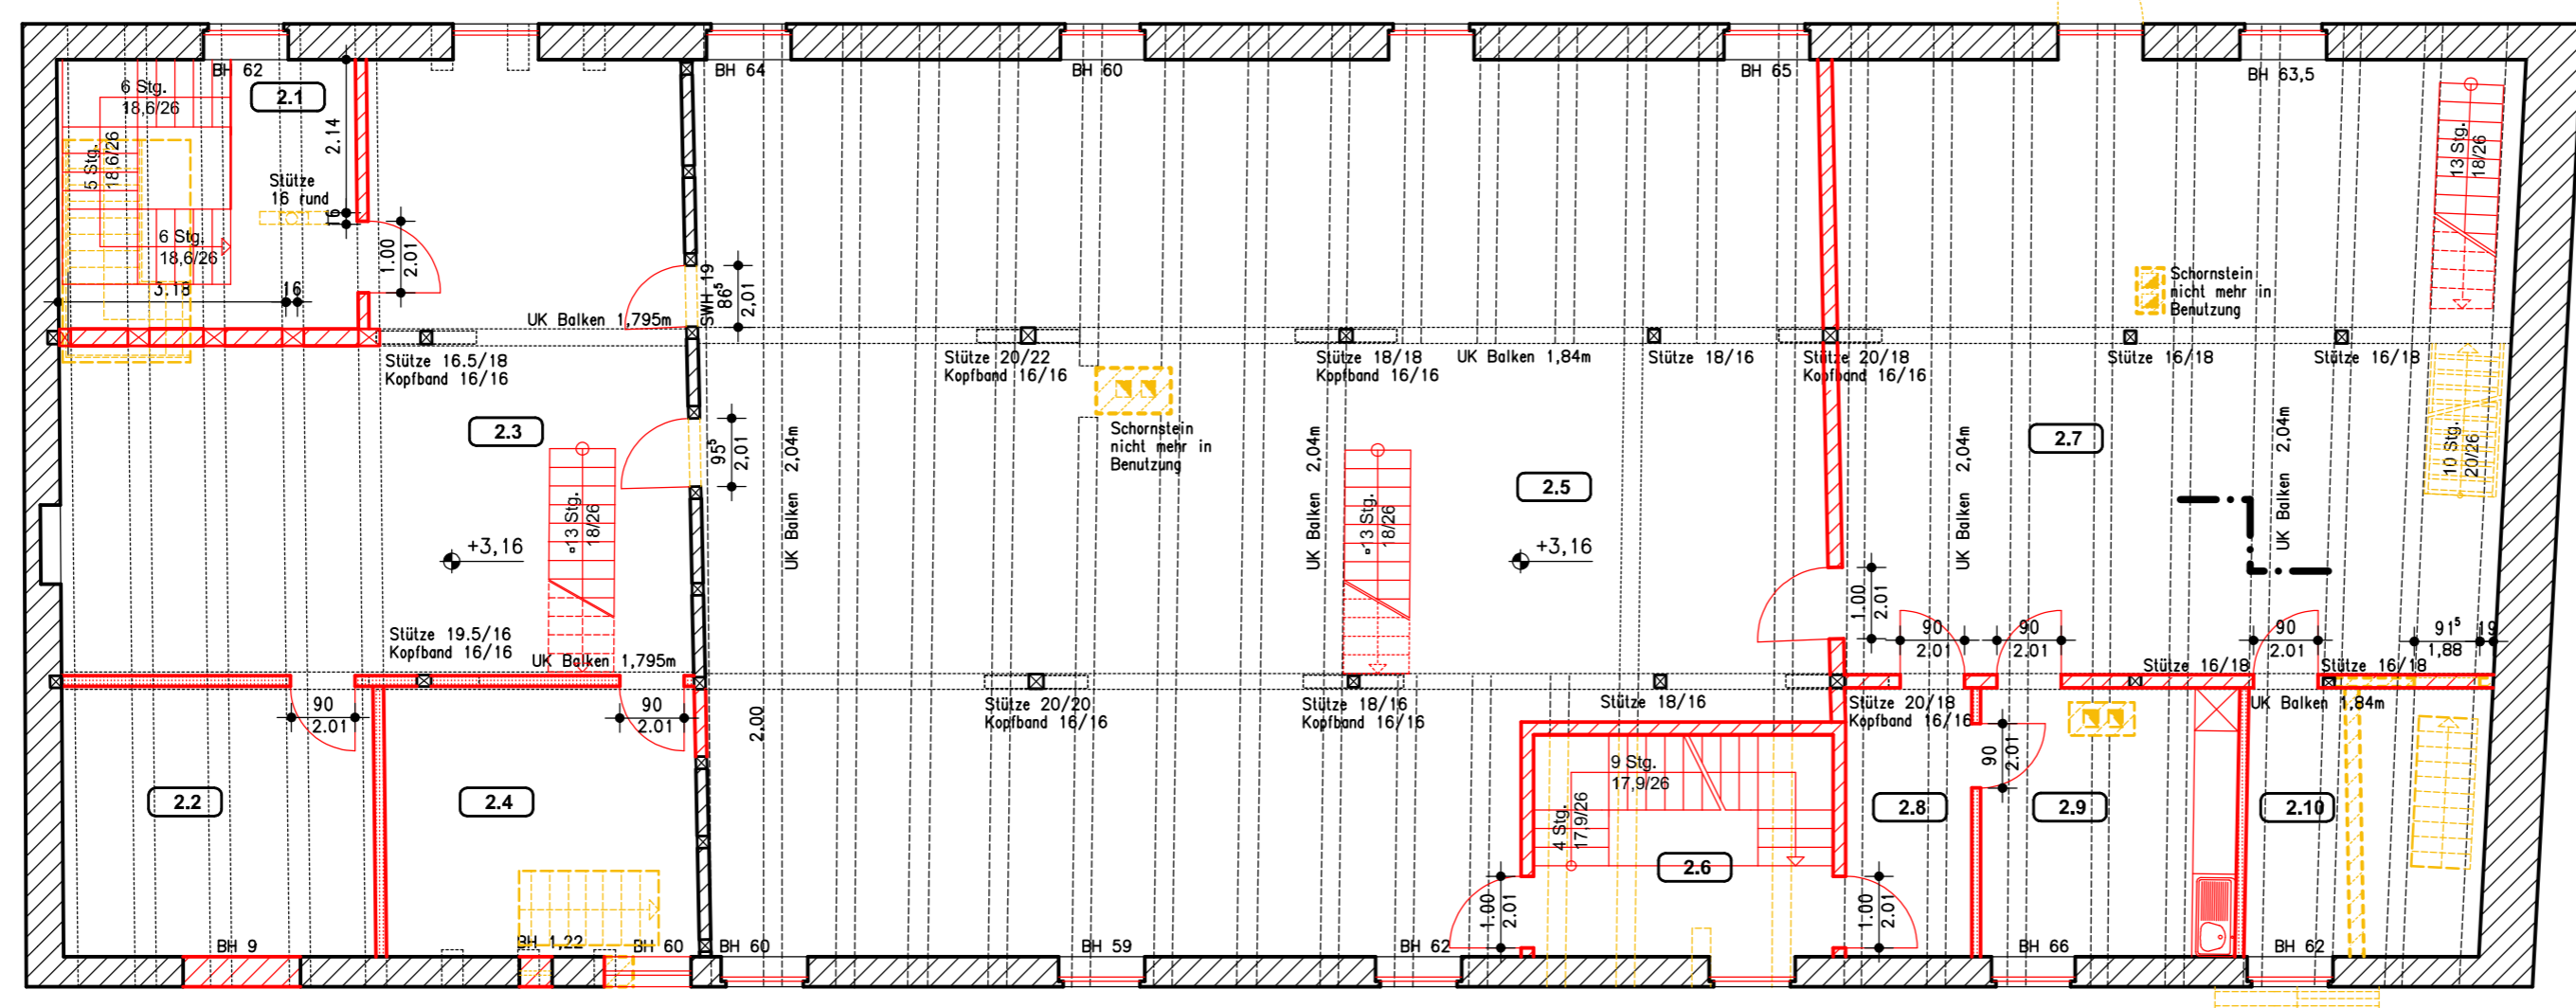 BH 62
BH 64
BH 60
BH 65
BH 63,5
6 Stg.
18,6/26
2.1
2.14
5 Stg.
18,6/26
Stütze
16 rund
16
6 Stg.
18,6/26
1.00
2.01
3.18
16
SWH 19
86⁵
2,01
13 Stg.
18/26
Schornstein
nicht mehr in
Benutzung
UK Balken 1,795m
Stütze 16.5/18
Kopfband 16/16
Stütze 20/22
Kopfband 16/16
Stütze 18/18
Kopfband 16/16
UK Balken 1,84m
Stütze 18/16
Stütze 20/18
Kopfband 16/16
Stütze 16/18
Stütze 16/18
2.3
95⁵
2,01
UK Balken 2,04m
Schornstein
nicht mehr in
Benutzung
UK Balken 2,04m
2.5
UK Balken 2,04m
2.7
UK Balken 2,04m
10 Stg.
20/26
13 Stg.
18/26
13 Stg.
18/26
+3,16
+3,16
1.00
2.01
Stütze 19.5/16
Kopfband 16/16
UK Balken 1,795m
90
2.01
90
2.01
90
2.01
91⁵
1,88
19
Stütze 16/18
Stütze 16/18
90
2.01
90
2.01
2,00
Stütze 20/20
Kopfband 16/16
Stütze 18/16
Kopfband 16/16
Stütze 18/16
Stütze 20/18
Kopfband 16/16
UK Balken 1,84m
90
2.01
9 Stg.
17,9/26
4 Stg.
17,9/26
2.2
2.4
2.6
2.8
2.9
2.10
1.00
2.01
1.00
2.01
BH 9
BH 1,22
BH 60
BH 60
BH 59
BH 62
BH 66
BH 62